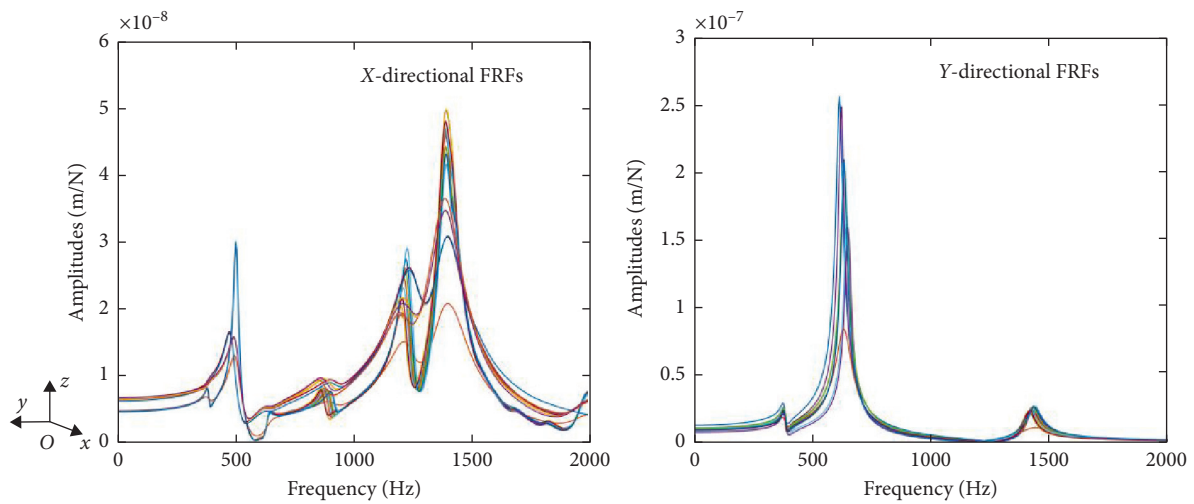 ×10⁻⁸
6
5
4
3
2
1
0
Amplitudes (m/N)
X-directional FRFs
0
500
1000
1500
2000
Frequency (Hz)
z
y
O
x
×10⁻⁷
3
2.5
2
1.5
1
0.5
0
Amplitudes (m/N)
Y-directional FRFs
0
500
1000
1500
2000
Frequency (Hz)